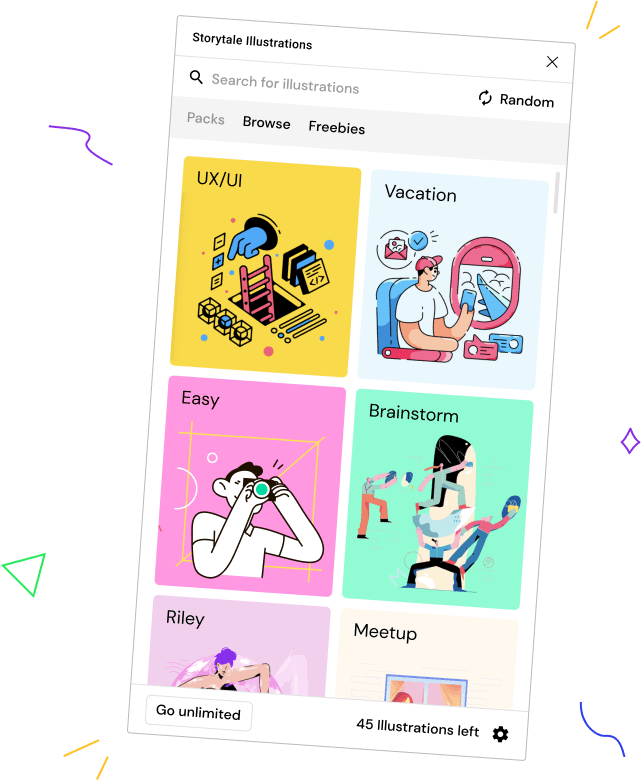 Storytale Illustrations
Search for illustrations
Random
Packs Browse Freebies
UX/UI
Vacation
Easy
Brainstorm
Riley
Meetup
Go unlimited
45 Illustrations left